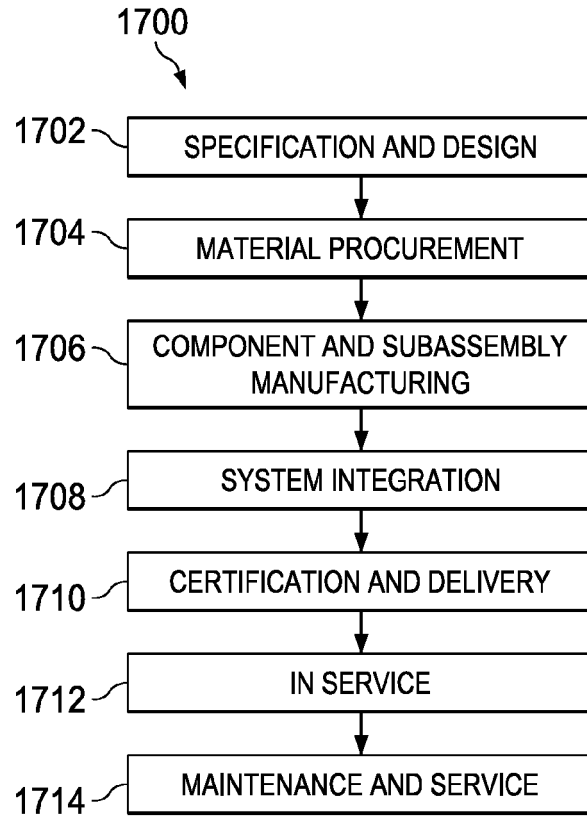 1700
1702 SPECIFICATION AND DESIGN
1704 MATERIAL PROCUREMENT
1706 COMPONENT AND SUBASSEMBLY
MANUFACTURING
1708 SYSTEM INTEGRATION
1710 CERTIFICATION AND DELIVERY
1712 IN SERVICE
1714 MAINTENANCE AND SERVICE